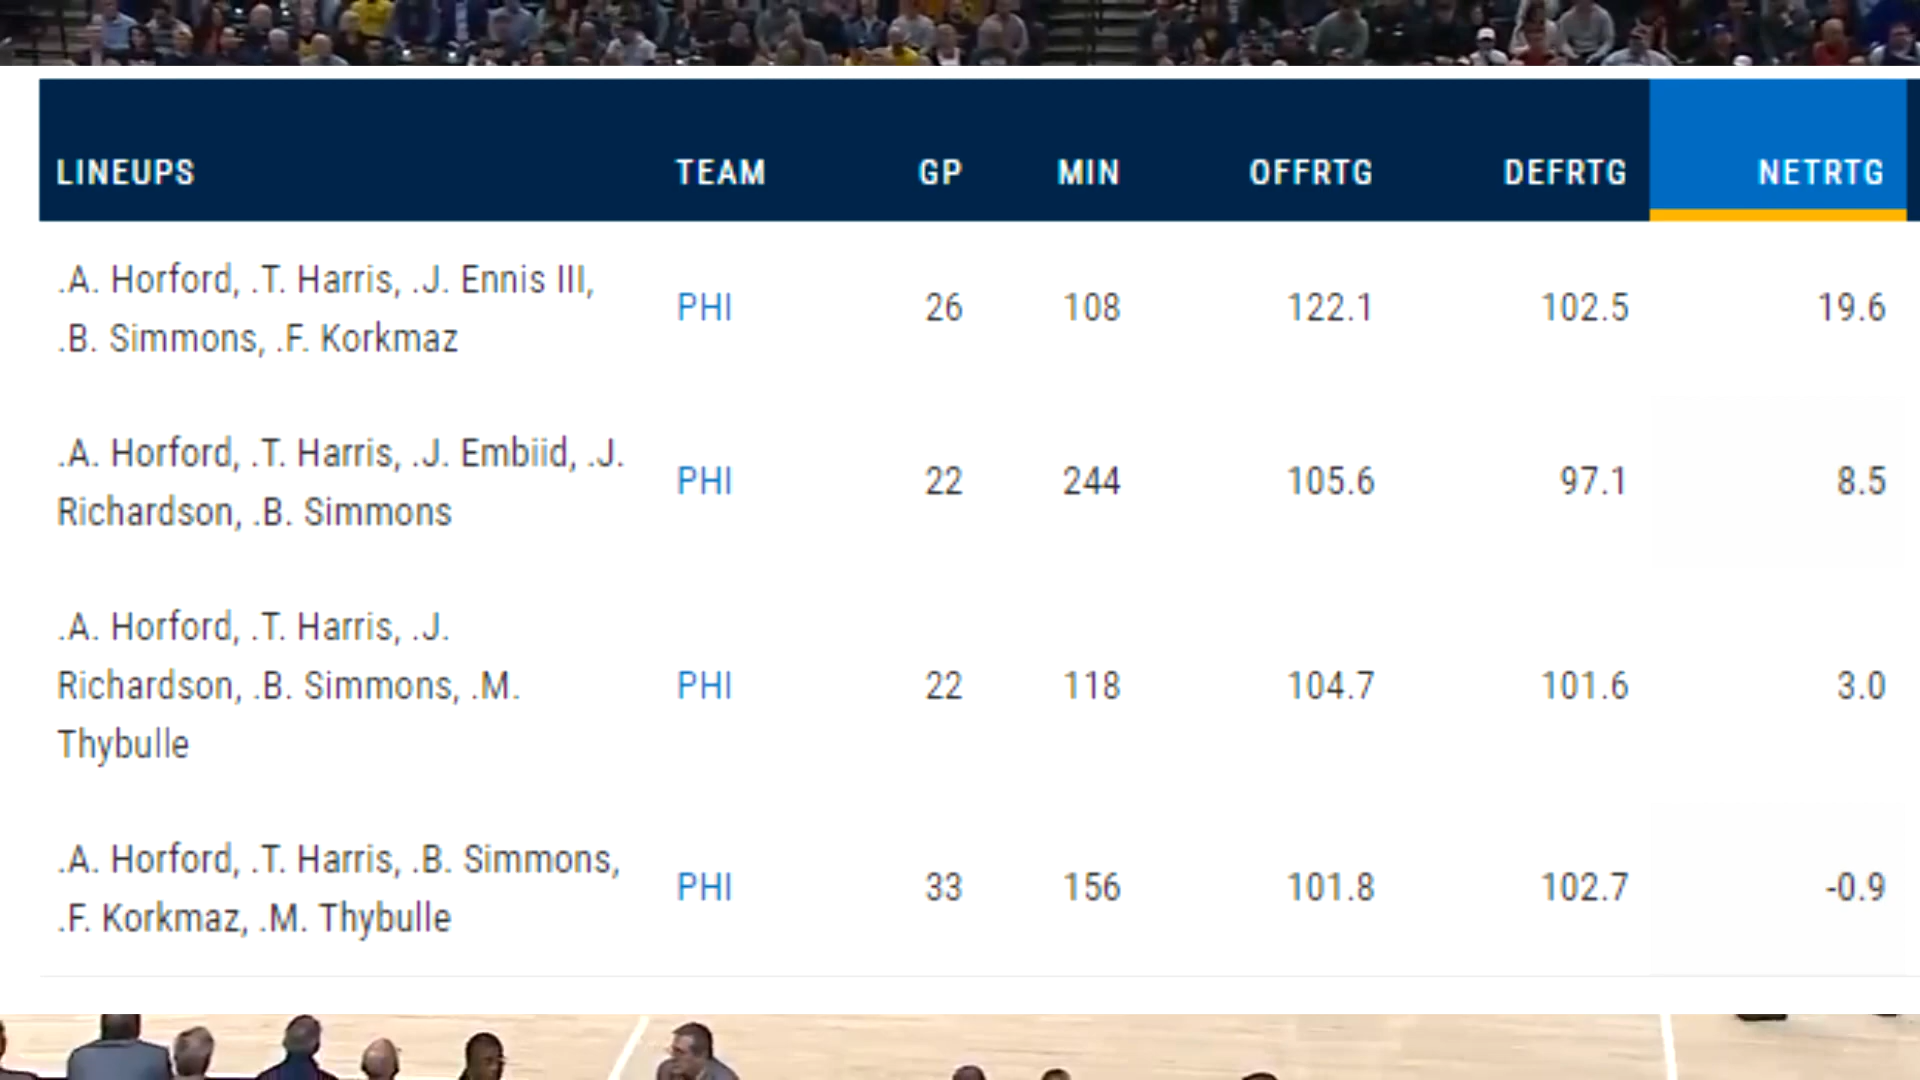 LINEUPS TEAM GP MIN OFFRTG DEFRTG NETRTG
.A. Horford, .T. Harris, .J. Ennis III,
.B. Simmons, .F. Korkmaz
PHI 26 108 122.1 102.5 19.6
.A. Horford, .T. Harris, .J. Embiid, .J.
Richardson, .B. Simmons
PHI 22 244 105.6 97.1 8.5
.A. Horford, .T. Harris, .J.
Richardson, .B. Simmons, .M.
Thybulle
PHI 22 118 104.7 101.6 3.0
.A. Horford, .T. Harris, .B. Simmons,
.F. Korkmaz, .M. Thybulle
PHI 33 156 101.8 102.7 -0.9